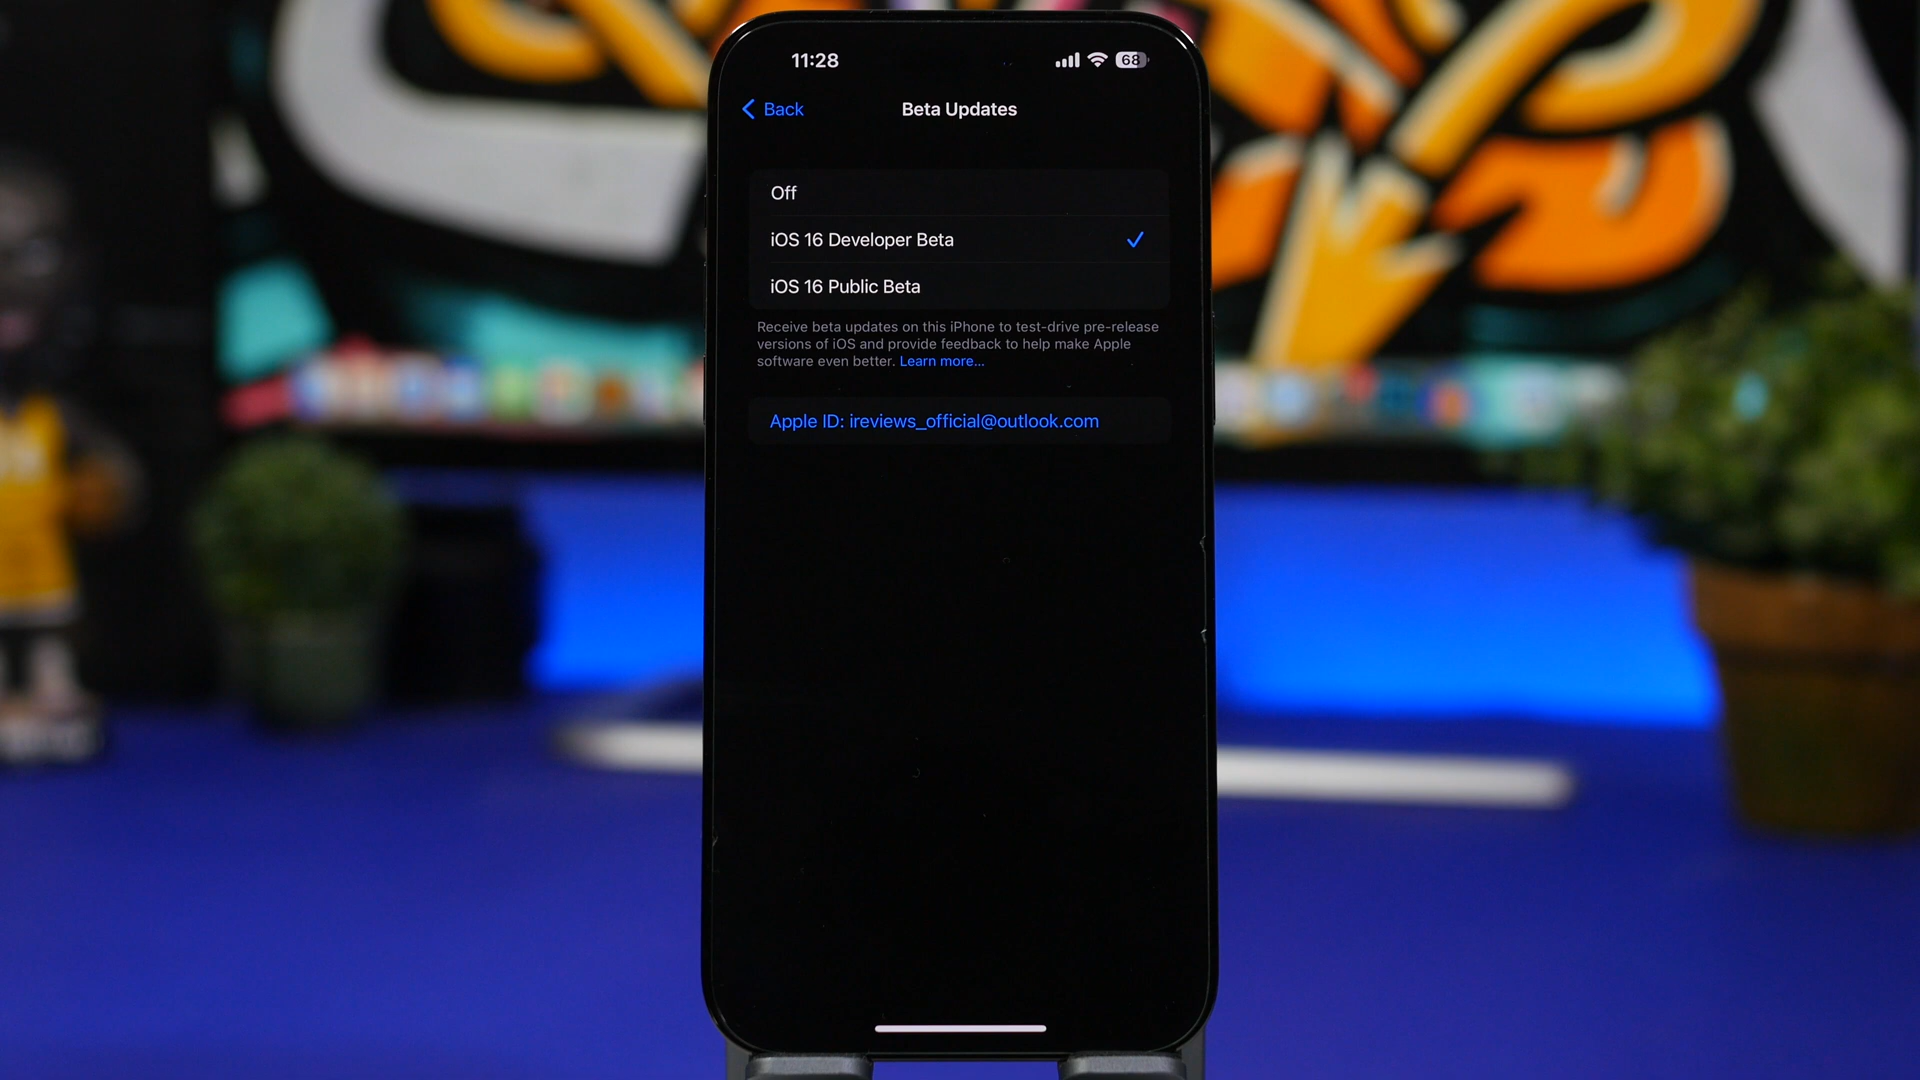 11:28
68
Back
Beta Updates
Off
iOS 16 Developer Beta
iOS 16 Public Beta
Receive beta updates on this iPhone to test-drive pre-release
versions of iOS and provide feedback to help make Apple
software even better. Learn more...
Apple ID: ireviews_official@outlook.com